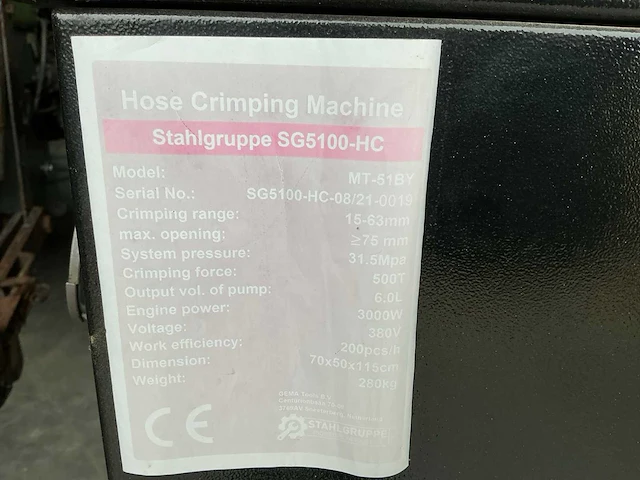 Hose Crimping Machine
Stahlgruppe SG5100-HC
Model: MT-51BY
Serial No.: SG5100-HC-08/21-0019
Crimping range: 15-63mm
max. opening: ≥75 mm
System pressure: 31.5Mpa
Crimping force: 500T
Output vol. of pump: 6.0L
Engine power: 3000W
Voltage: 380V
Work efficiency: 200pcs/h
Dimension: 70x50x115cm
Weight: 280Kg
DEMA Tools B.V.
CE
STAHLGRUPPE